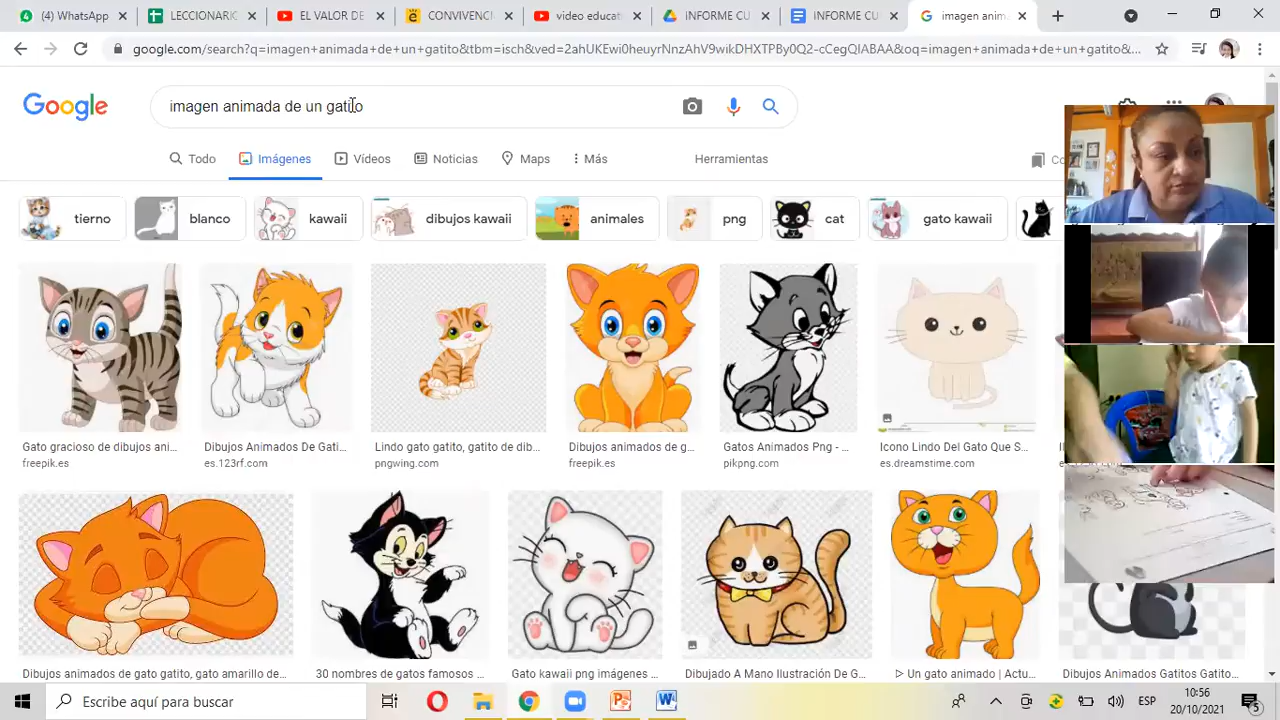 (4) WhatsApp
LECCIONARI
EL VALOR DE
CONVIVENC
video educat
INFORME CU
INFORME CU
imagen anim
google.com/search?q=imagen+animada+de+un+gatito&tbm=isch&ved=2ahUKEwi0heuyrNnzAhV9wikDHXTPBy0Q2-cCegQIABAA&oq=imagen+animada+de+un+gatito&...
Google
imagen animada de un gatito
Todo
Imágenes
Vídeos
Noticias
Maps
Más
Herramientas
Co
tierno
blanco
kawaii
dibujos kawaii
animales
png
cat
gato kawaii
Gato gracioso de dibujos ani...
Dibujos Animados De Gati...
Lindo gato gatito, gatito de dib...
Dibujos animados de g...
Gatos Animados Png - ...
Icono Lindo Del Gato Que S...
freepik.es
es.123rf.com
pngwing.com
freepik.es
pikpng.com
es.dreamstime.com
Dibujos animados de gato gatito, gato amarillo de...
30 nombres de gatos famosos ...
Gato kawaii png imágenes ...
Dibujado A Mano Ilustración De G...
▷ Un gato animado | Actu...
Dibujos Animados Gatitos Gatito...
Escribe aquí para buscar
ESP
10:56
20/10/2021
5